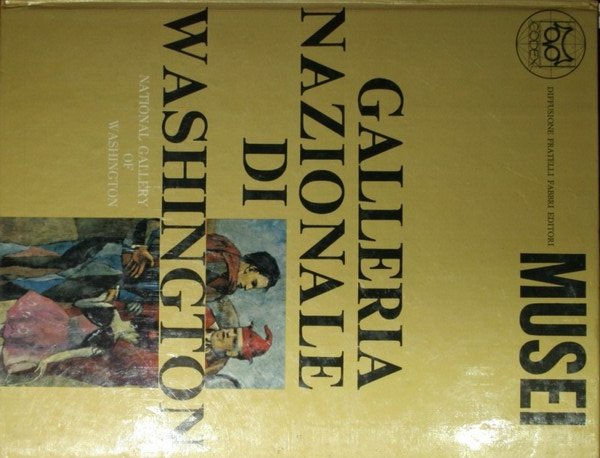 CODEX
DIFFUSIONE FRATELLI FABBRI EDITORI
MUSEI
GALLERIA
NAZIONALE
DI
WASHINGTON
NATIONAL GALLERY
OF
WASHINGTON